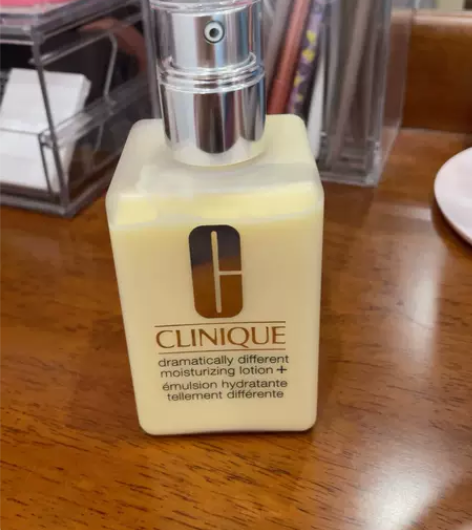 CLINIQUE
dramatically different
moisturizing lotion +
émulsion hydratante
tellement différente